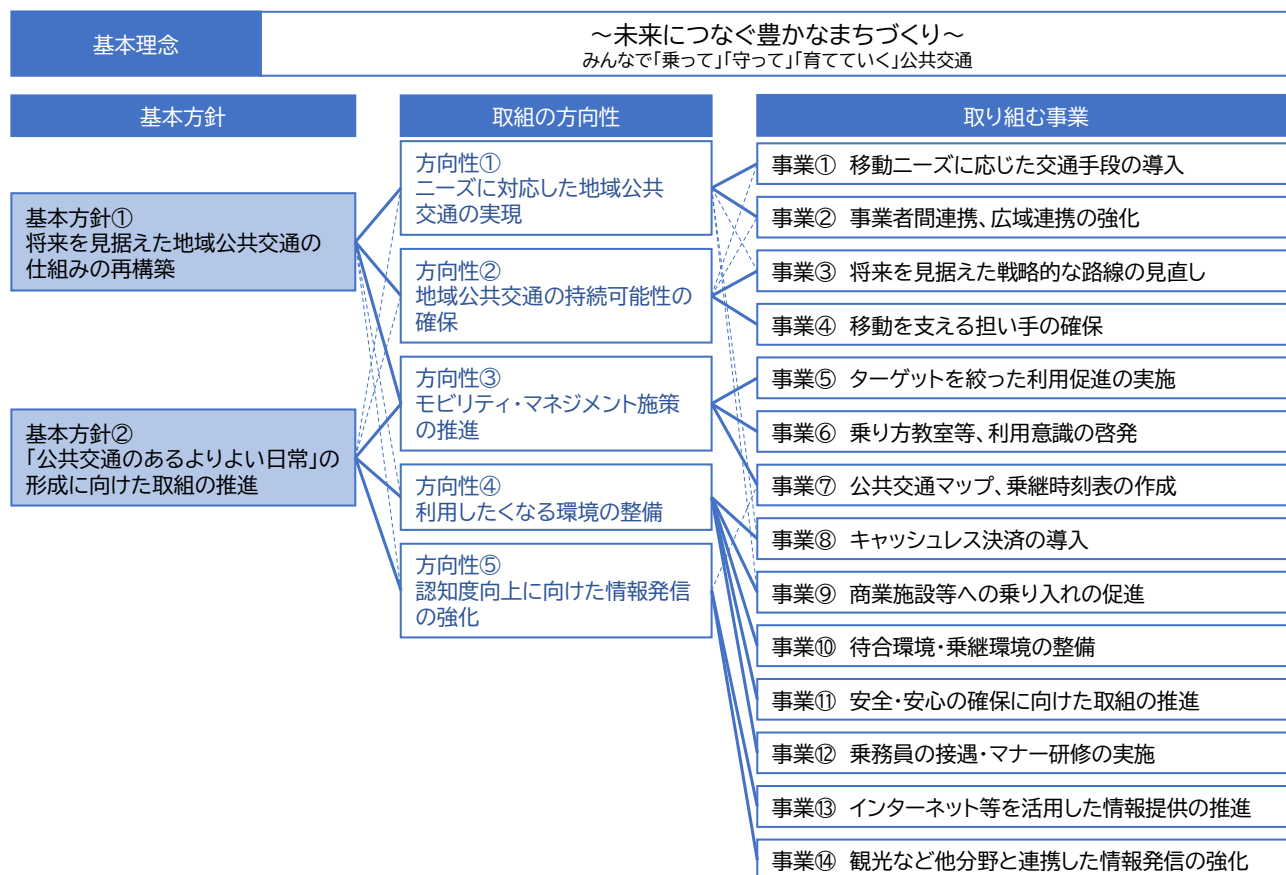 基本理念
～未来につなぐ豊かなまちづくり～
みんなで「乗って」「守って」「育てていく」公共交通
基本方針
取組の方向性
取り組む事業
基本方針①
将来を見据えた地域公共交通の
仕組みの再構築
基本方針②
「公共交通のあるよりよい日常」の
形成に向けた取組の推進
方向性①
ニーズに対応した地域公共
交通の実現
方向性②
地域公共交通の持続可能性の
確保
方向性③
モビリティ・マネジメント施策
の推進
方向性④
利用したくなる環境の整備
方向性⑤
認知度向上に向けた情報発信
の強化
事業① 移動ニーズに応じた交通手段の導入
事業② 事業者間連携、広域連携の強化
事業③ 将来を見据えた戦略的な路線の見直し
事業④ 移動を支える担い手の確保
事業⑤ ターゲットを絞った利用促進の実施
事業⑥ 乗り方教室等、利用意識の啓発
事業⑦ 公共交通マップ、乗継時刻表の作成
事業⑧ キャッシュレス決済の導入
事業⑨ 商業施設等への乗り入れの促進
事業⑩ 待合環境・乗継環境の整備
事業⑪ 安全・安心の確保に向けた取組の推進
事業⑫ 乗務員の接遇・マナー研修の実施
事業⑬ インターネット等を活用した情報提供の推進
事業⑭ 観光など他分野と連携した情報発信の強化